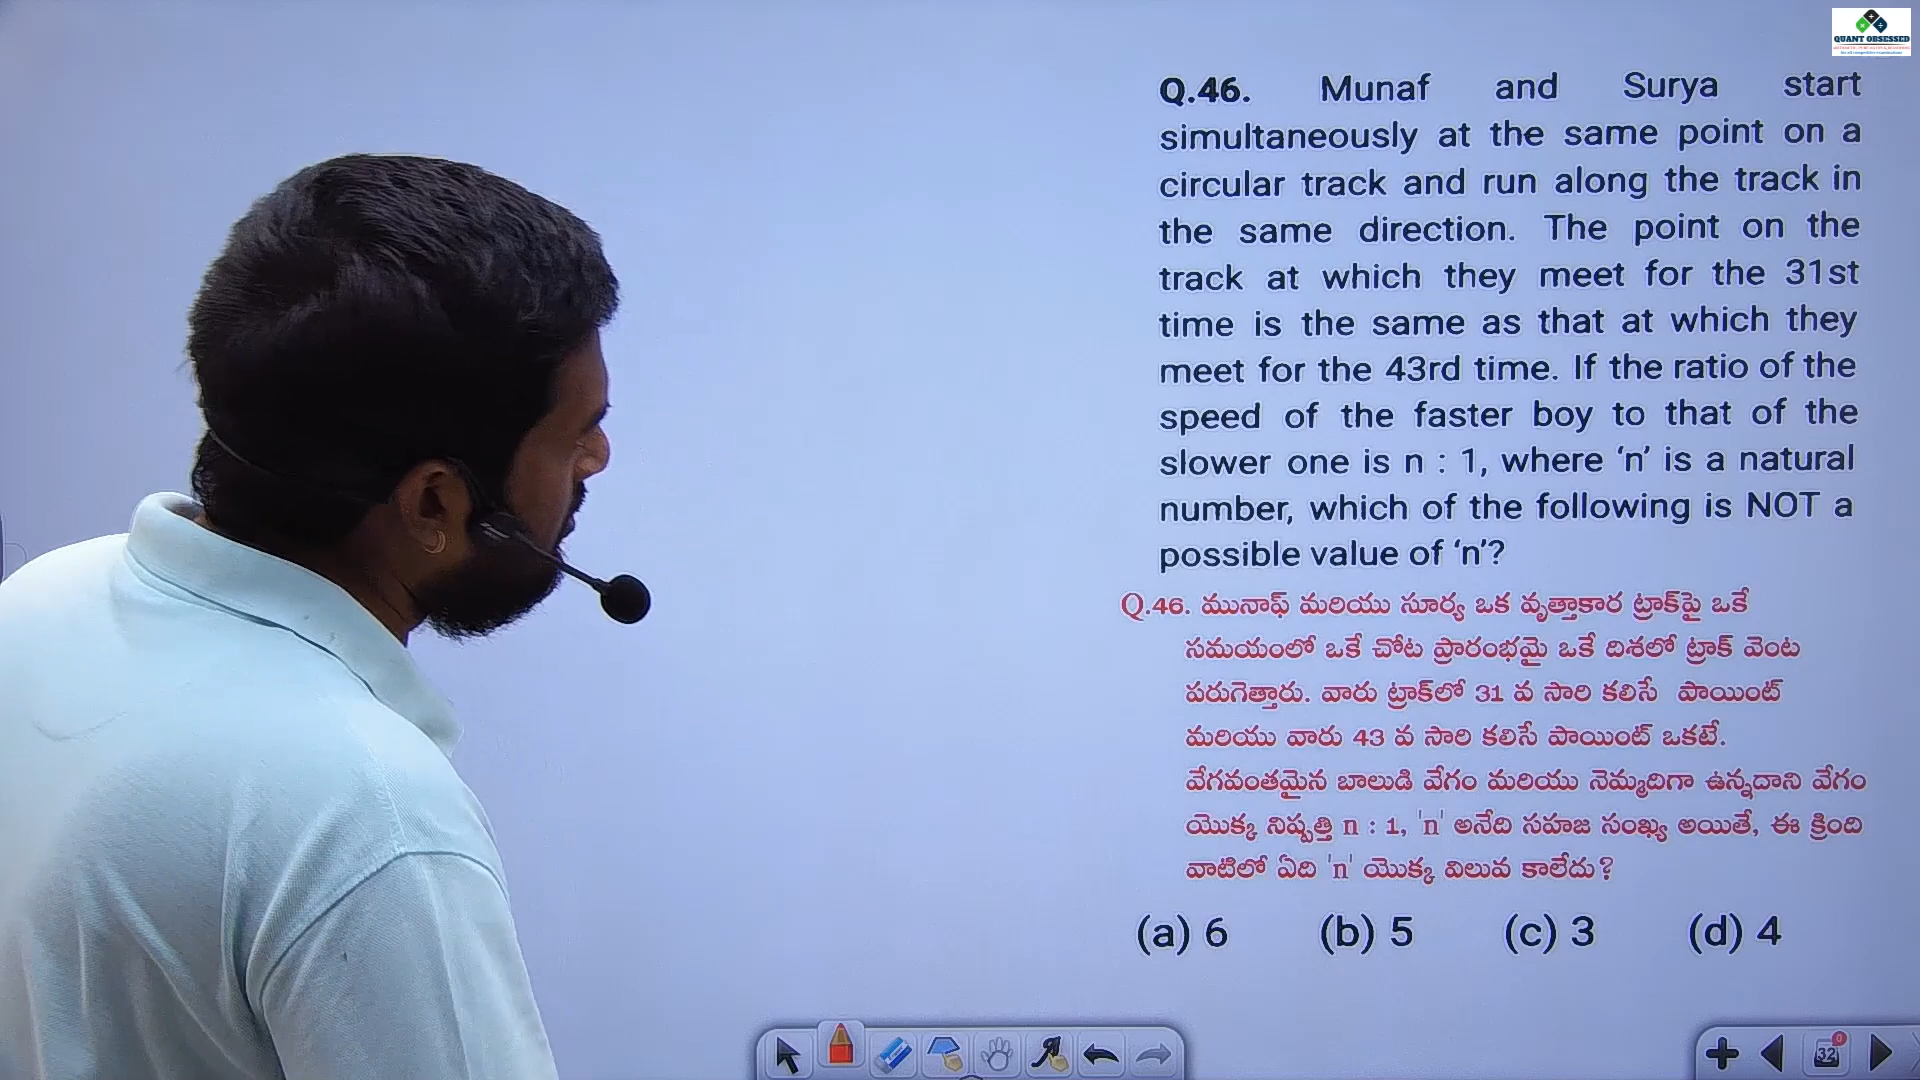 QUANT OBSESSED
Q.46. Munaf and Surya start
simultaneously at the same point on a
circular track and run along the track in
the same direction. The point on the
track at which they meet for the 31st
time is the same as that at which they
meet for the 43rd time. If the ratio of the
speed of the faster boy to that of the
slower one is n : 1, where ‘n’ is a natural
number, which of the following is NOT a
possible value of ‘n’?
Q.46. మునాఫ్ మరియు సూర్య ఒక వృత్తాకార ట్రాక్‌పై ఒకే
సమయంలో ఒకే చోట ప్రారంభమై ఒకే దిశలో ట్రాక్ వెంట
పరుగెత్తారు. వారు ట్రాక్‌లో 31 వ సారి కలిసే పాయింట్
మరియు వారు 43 వ సారి కలిసే పాయింట్ ఒకటే.
వేగవంతమైన బాలుడి వేగం మరియు నెమ్మదిగా ఉన్నదాని వేగం
యొక్క నిష్పత్తి n : 1, 'n' అనేది సహజ సంఖ్య అయితే, ఈ క్రింది
వాటిలో ఏది 'n' యొక్క విలువ కాలేదు?
(a) 6 (b) 5 (c) 3 (d) 4
32 0